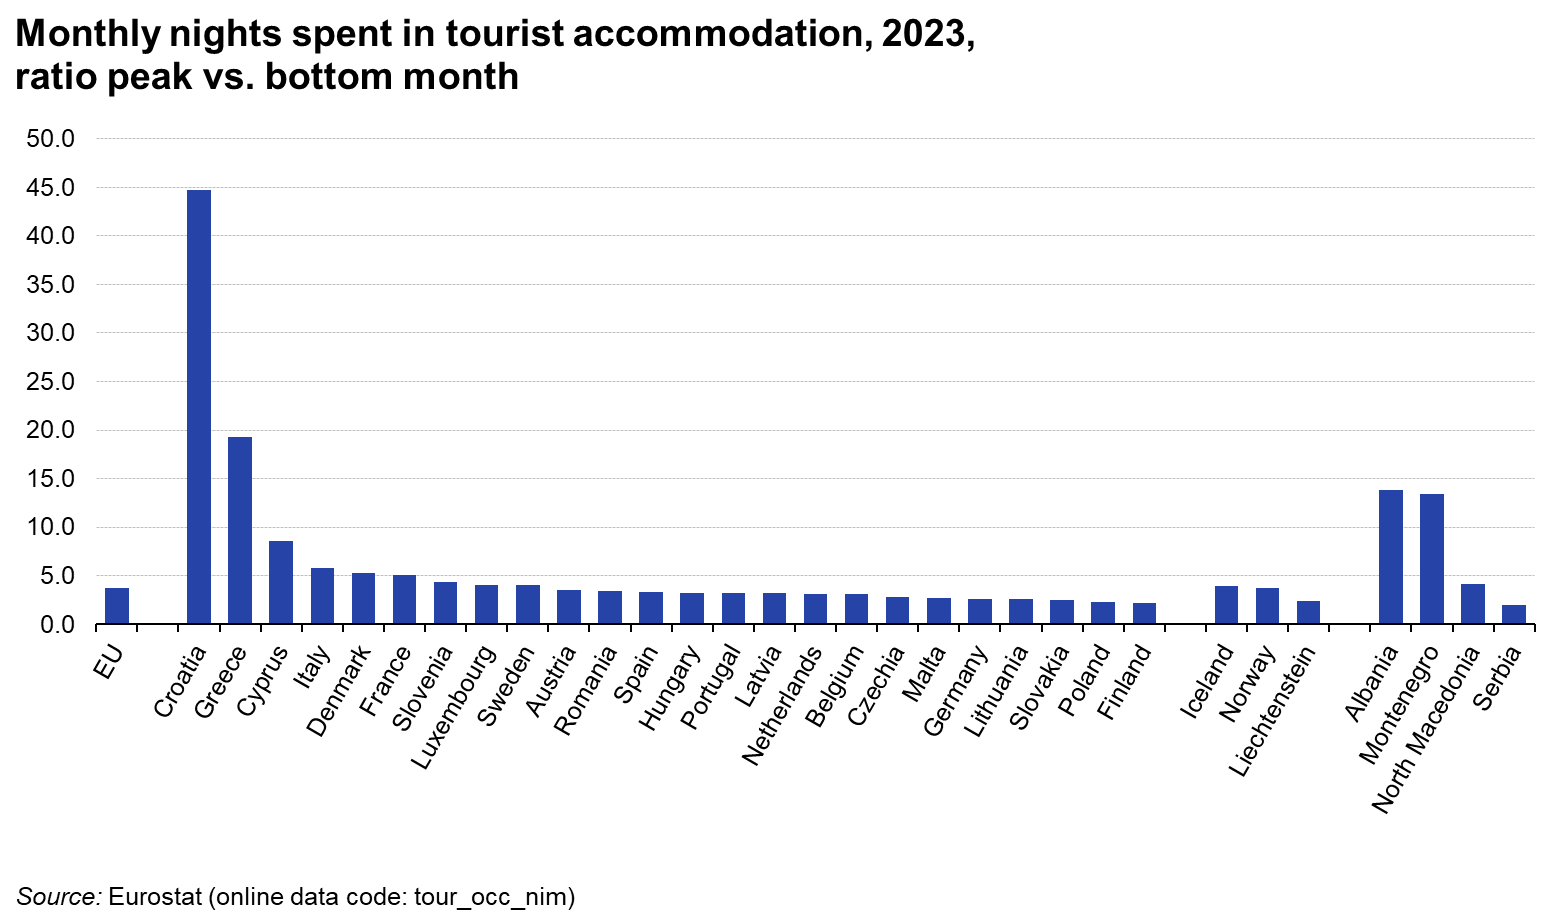 Monthly nights spent in tourist accommodation, 2023,
ratio peak vs. bottom month
50.0
45.0
40.0
35.0
30.0
25.0
20.0
15.0
10.0
5.0
0.0
EU
Croatia
Greece
Cyprus
Italy
Denmark
France
Slovenia
Luxembourg
Sweden
Austria
Romania
Spain
Hungary
Portugal
Latvia
Netherlands
Belgium
Czechia
Malta
Germany
Lithuania
Slovakia
Poland
Finland
Iceland
Norway
Liechtenstein
Albania
Montenegro
North Macedonia
Serbia
Source: Eurostat (online data code: tour_occ_nim)